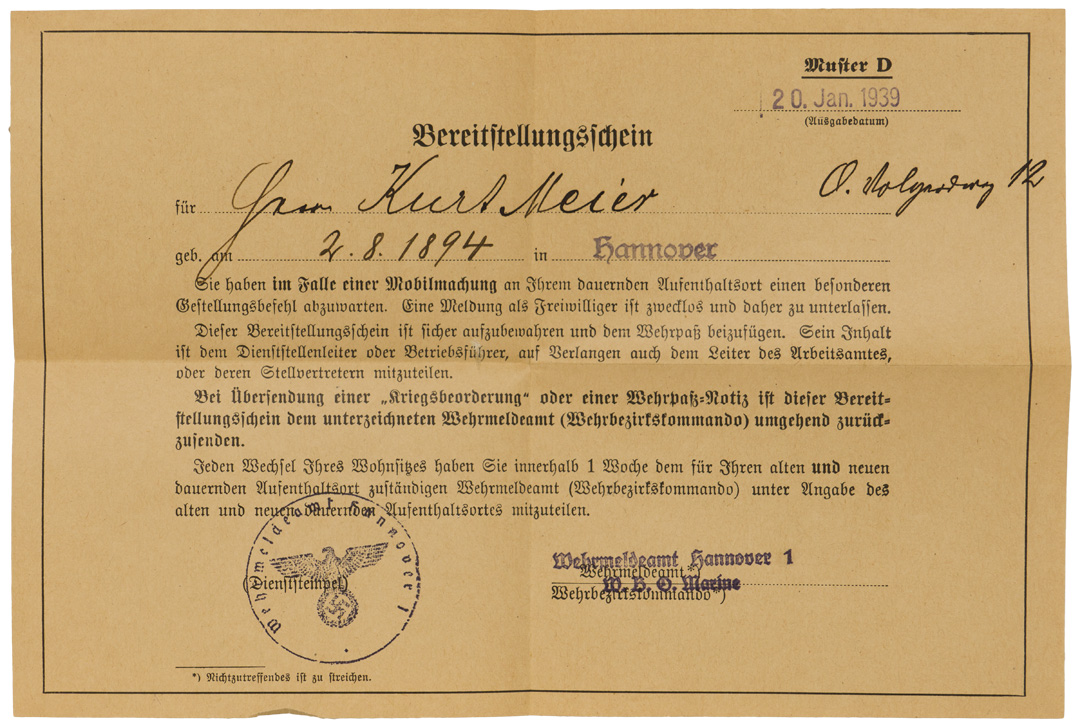 Muster D
20. Jan. 1939
(Ausgabedatum)
Bereitstellungsschein
für Herrn Kurt Meier
12
geb. am 2.8.1894 in Hannover
Sie haben im Falle einer Mobilmachung an Ihrem dauernden Aufenthaltsort einen besonderen
Gestellungsbefehl abzuwarten. Eine Meldung als Freiwilliger ist zwecklos und daher zu unterlassen.
Dieser Bereitstellungsschein ist sicher aufzubewahren und dem Wehrpaß beizufügen. Sein Inhalt
ist dem Dienststellenleiter oder Betriebsführer, auf Verlangen auch dem Leiter des Arbeitsamtes,
oder deren Stellvertretern mitzuteilen.
Bei Übersendung einer „Kriegsbeorderung“ oder einer Wehrpaß-Notiz ist dieser Bereit-
stellungsschein dem unterzeichneten Wehrmeldeamt (Wehrbezirkskommando) umgehend zurück-
zusenden.
Jeden Wechsel Ihres Wohnsitzes haben Sie innerhalb 1 Woche dem für Ihren alten und neuen
dauernden Aufenthaltsort zuständigen Wehrmeldeamt (Wehrbezirkskommando) unter Angabe des
alten und neuen dauernden Aufenthaltsortes mitzuteilen.
Wehrmeldeamt Hannover 1
(Dienststempel)
Wehrmeldeamt Hannover 1
Wehrmeldeamt*)
W. B. O. Marine
Wehrbezirkskommando*)
*) Nichtzutreffendes ist zu streichen.